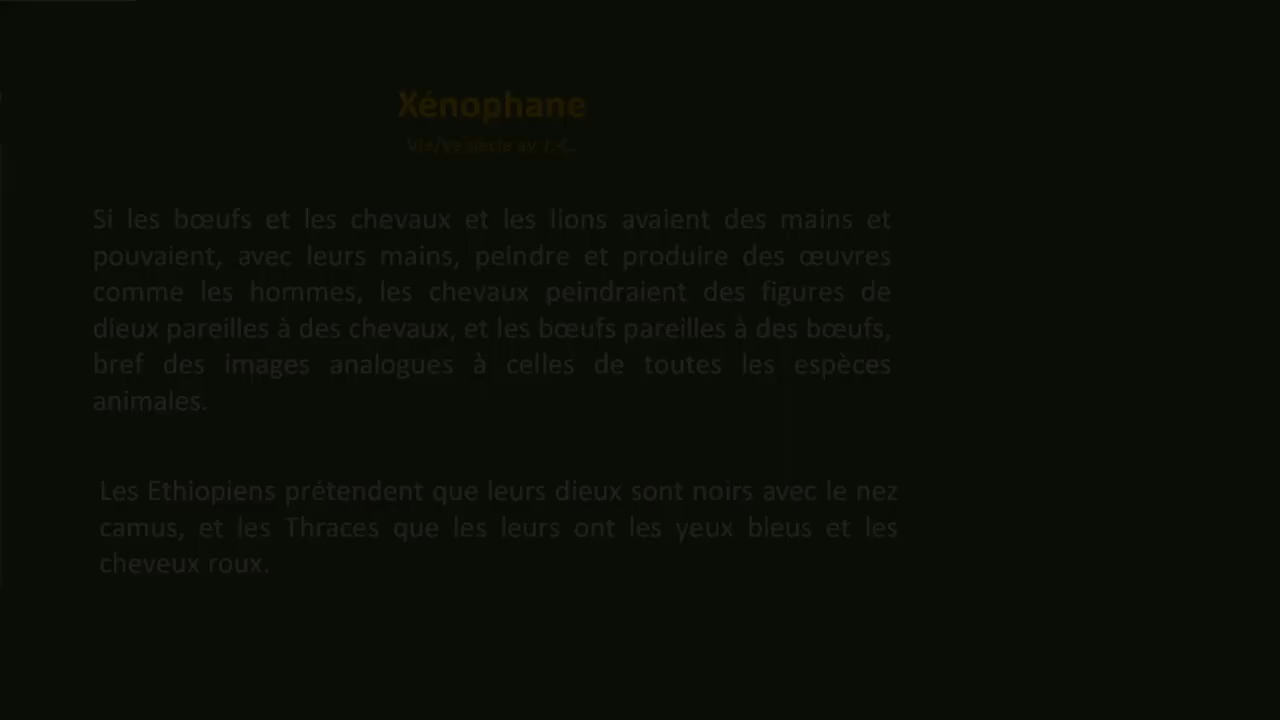 Xénophane
VIe/Ve siècle av J.-C.
Si les bœufs et les chevaux et les lions avaient des mains et
pouvaient, avec leurs mains, peindre et produire des œuvres
comme les hommes, les chevaux peindraient des figures de
dieux pareilles à des chevaux, et les bœufs pareilles à des bœufs,
bref des images analogues à celles de toutes les espèces
animales.
Les Ethiopiens prétendent que leurs dieux sont noirs avec le nez
camus, et les Thraces que les leurs ont les yeux bleus et les
cheveux roux.